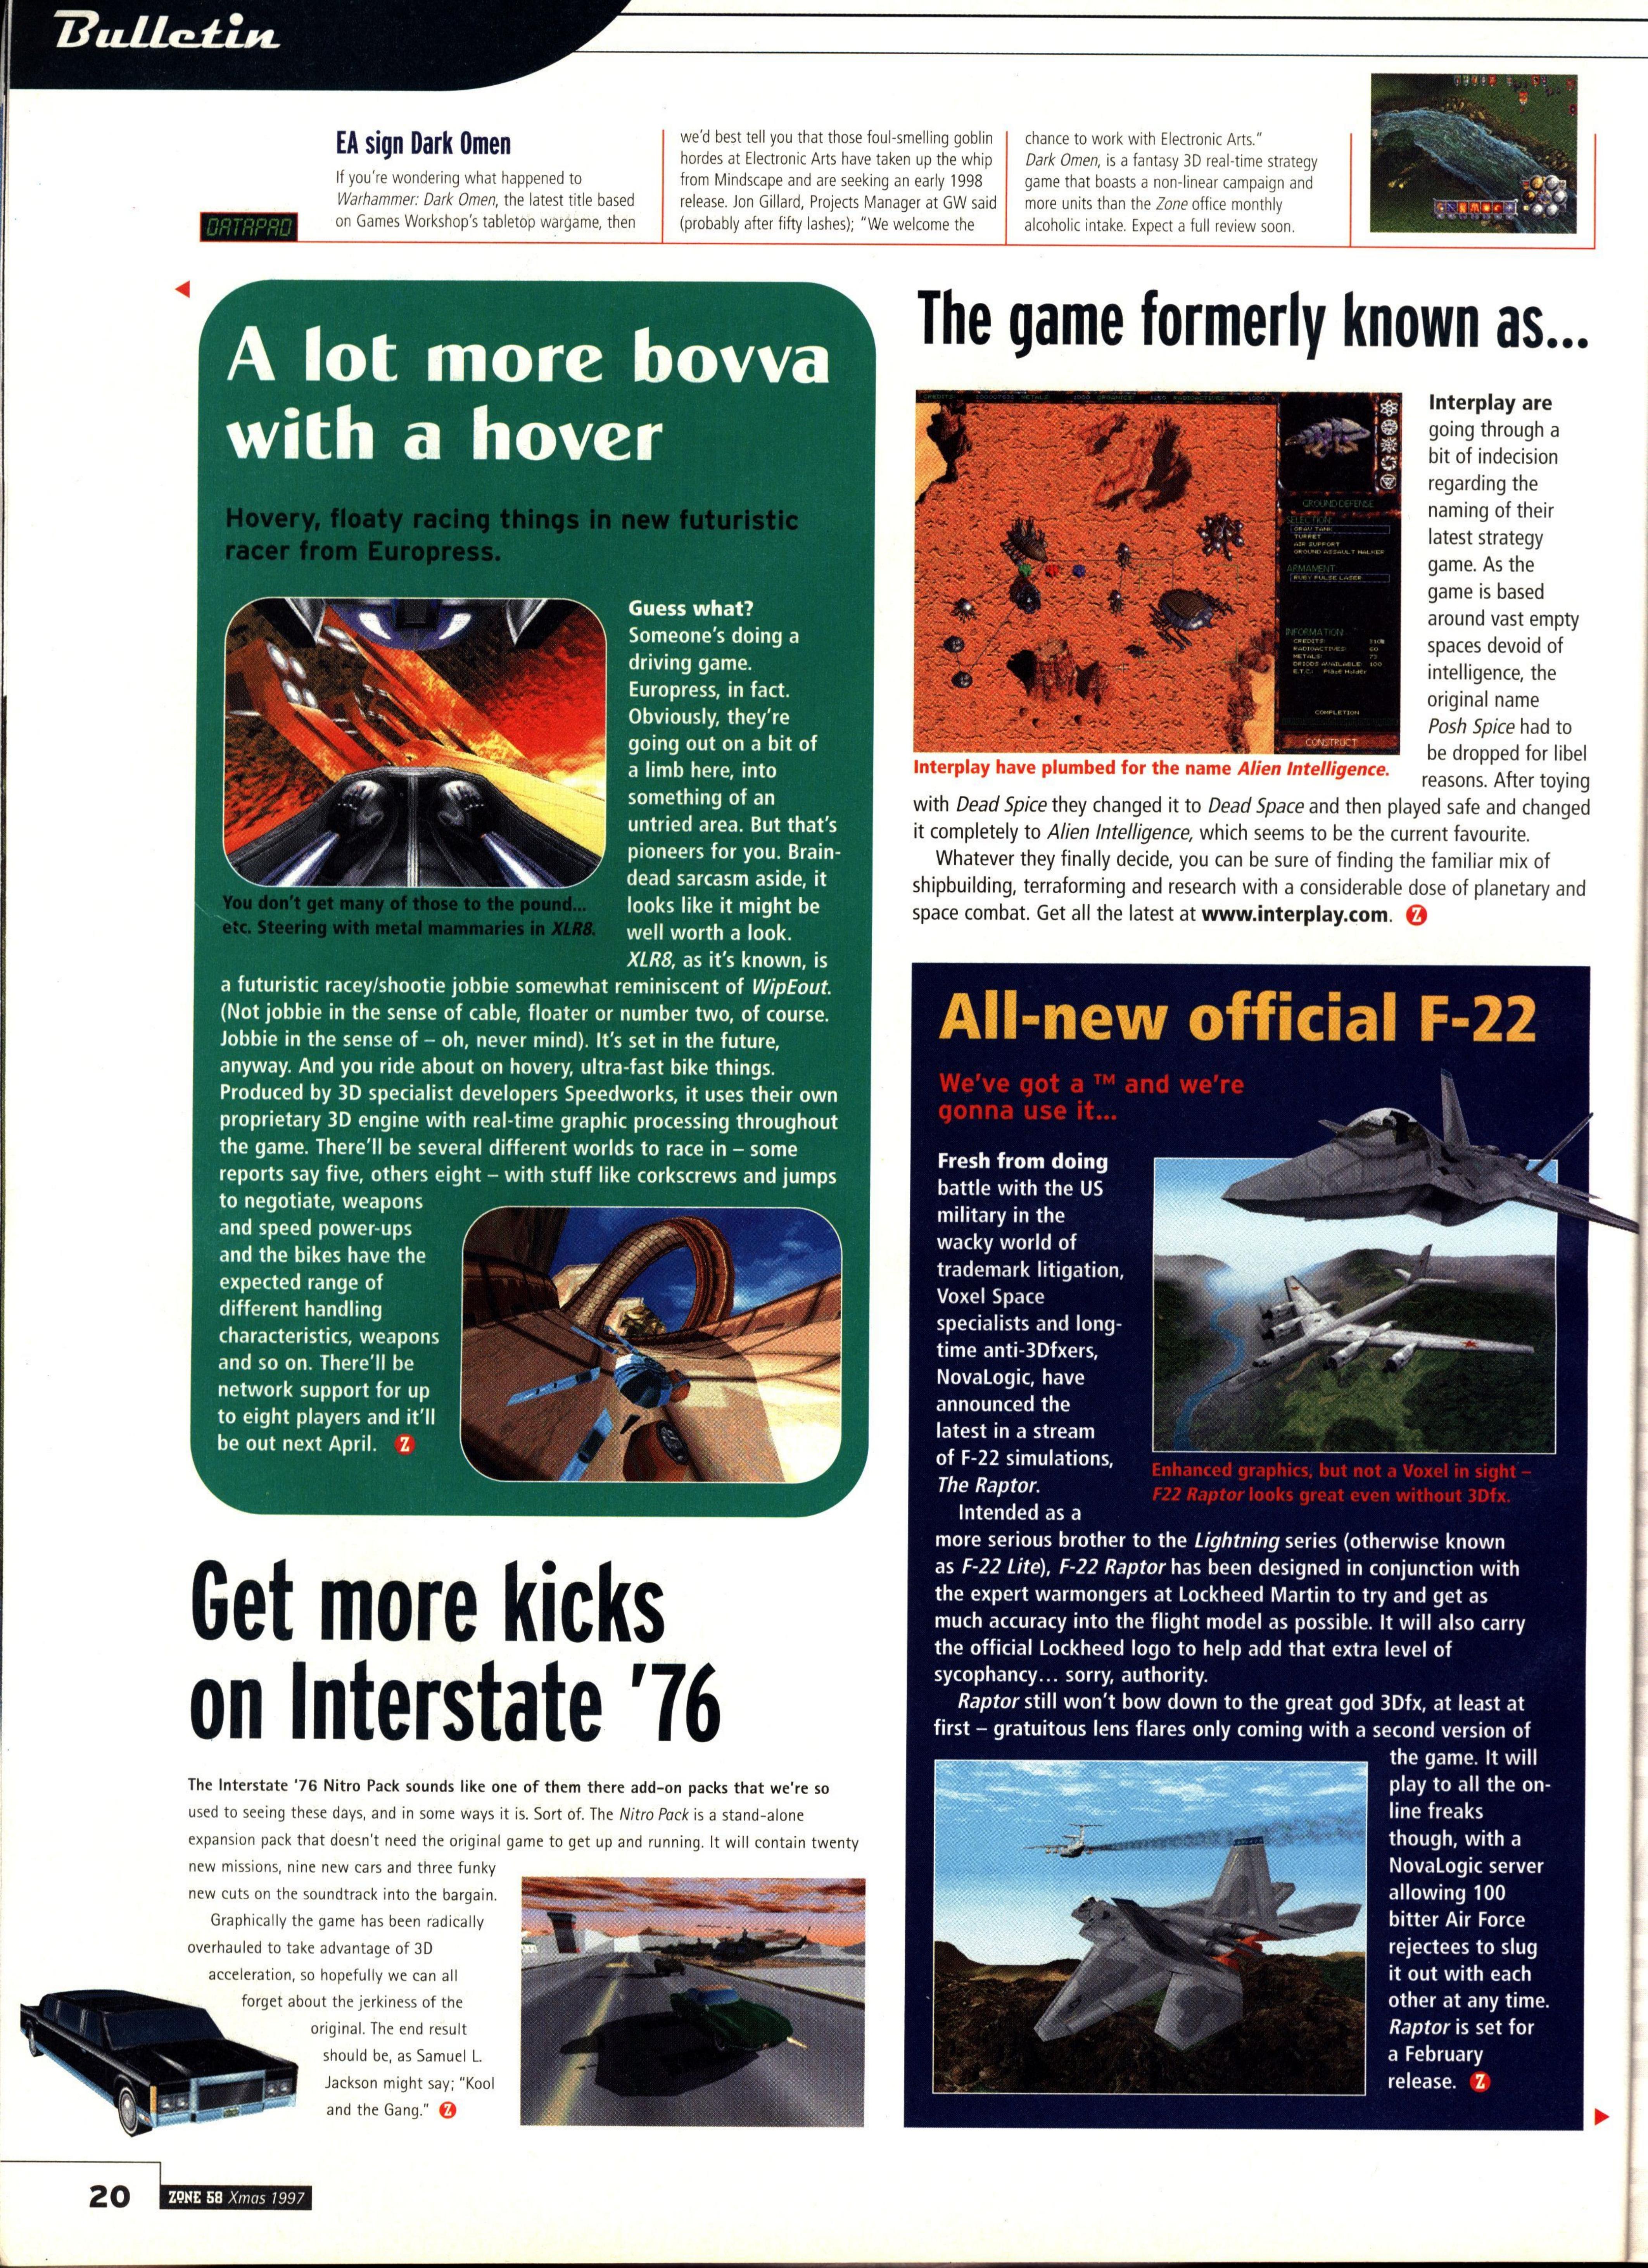 Bulletin
EA sign Dark Omen
If you're wondering what happened to
Warhammer: Dark Omen, the latest title based
on Games Workshop's tabletop wargame, then
we'd best tell you that those foul-smelling goblin
hordes at Electronic Arts have taken up the whip
from Mindscape and are seeking an early 1998
release. Jon Gillard, Projects Manager at GW said
(probably after fifty lashes); "We welcome the
chance to work with Electronic Arts."
Dark Omen, is a fantasy 3D real-time strategy
game that boasts a non-linear campaign and
more units than the Zone office monthly
alcoholic intake. Expect a full review soon.
DATAPAD
A lot more bovva
with a hover
Hovery, floaty racing things in new futuristic
racer from Europress.
Guess what?
Someone's doing a
driving game.
Europress, in fact.
Obviously, they're
going out on a bit of
a limb here, into
something of an
untried area. But that's
pioneers for you. Brain-
dead sarcasm aside, it
looks like it might be
well worth a look.
XLR8, as it's known, is
a futuristic racey/shootie jobbie somewhat reminiscent of WipEout.
(Not jobbie in the sense of cable, floater or number two, of course.
Jobbie in the sense of – oh, never mind). It's set in the future,
anyway. And you ride about on hovery, ultra-fast bike things.
Produced by 3D specialist developers Speedworks, it uses their own
proprietary 3D engine with real-time graphic processing throughout
the game. There'll be several different worlds to race in – some
reports say five, others eight – with stuff like corkscrews and jumps
to negotiate, weapons
and speed power-ups
and the bikes have the
expected range of
different handling
characteristics, weapons
and so on. There'll be
network support for up
to eight players and it'll
be out next April. Z
You don't get many of those to the pound...
etc. Steering with metal mammaries in XLR8.
Get more kicks
on Interstate '76
The Interstate '76 Nitro Pack sounds like one of them there add-on packs that we're so
used to seeing these days, and in some ways it is. Sort of. The Nitro Pack is a stand-alone
expansion pack that doesn't need the original game to get up and running. It will contain twenty
new missions, nine new cars and three funky
new cuts on the soundtrack into the bargain.
Graphically the game has been radically
overhauled to take advantage of 3D
acceleration, so hopefully we can all
forget about the jerkiness of the
original. The end result
should be, as Samuel L.
Jackson might say; "Kool
and the Gang." Z
The game formerly known as...
CREDITS
METALS
1000
ORGANICS
1150
RADIOACTIVES
1000
GROUND DEFENSE
SELECTION
GRAV TANK
TURRET
AIR SUPPORT
GROUND ASSAULT WALKER
ARMAMENT
RUBY PULSE LASER
INFORMATION
CREDITS:
RADIOACTIVES: 60
METALS: 75
DRIODS AVAILABLE: 100
E.T.C: Place Holder
COMPLETION
CONSTRUCT
Interplay have plumbed for the name Alien Intelligence.
Interplay are
going through a
bit of indecision
regarding the
naming of their
latest strategy
game. As the
game is based
around vast empty
spaces devoid of
intelligence, the
original name
Posh Spice had to
be dropped for libel
reasons. After toying
with Dead Spice they changed it to Dead Space and then played safe and changed
it completely to Alien Intelligence, which seems to be the current favourite.
Whatever they finally decide, you can be sure of finding the familiar mix of
shipbuilding, terraforming and research with a considerable dose of planetary and
space combat. Get all the latest at www.interplay.com. Z
All-new official F-22
We've got a ™ and we're
gonna use it...
Fresh from doing
battle with the US
military in the
wacky world of
trademark litigation,
Voxel Space
specialists and long-
time anti-3Dfxers,
NovaLogic, have
announced the
latest in a stream
of F-22 simulations,
The Raptor.
Intended as a
more serious brother to the Lightning series (otherwise known
as F-22 Lite), F-22 Raptor has been designed in conjunction with
the expert warmongers at Lockheed Martin to try and get as
much accuracy into the flight model as possible. It will also carry
the official Lockheed logo to help add that extra level of
sycophancy... sorry, authority.
Raptor still won't bow down to the great god 3Dfx, at least at
first – gratuitous lens flares only coming with a second version of
the game. It will
play to all the on-
line freaks
though, with a
NovaLogic server
allowing 100
bitter Air Force
rejectees to slug
it out with each
other at any time.
Raptor is set for
a February
release. Z
Enhanced graphics, but not a Voxel in sight –
F22 Raptor looks great even without 3Dfx.
20
ZONE 58 Xmas 1997